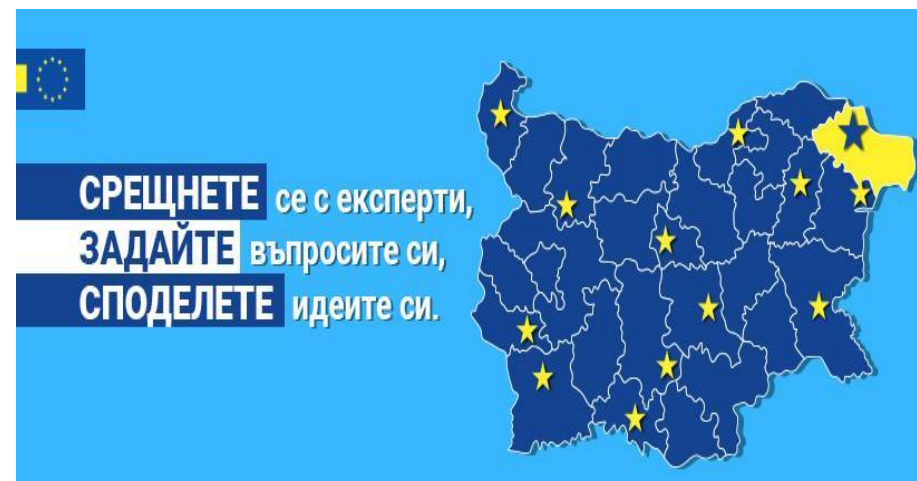 СРЕЩНЕТЕ се с експерти,
ЗАДАЙТЕ въпросите си,
СПОДЕЛЕТЕ идеите си.